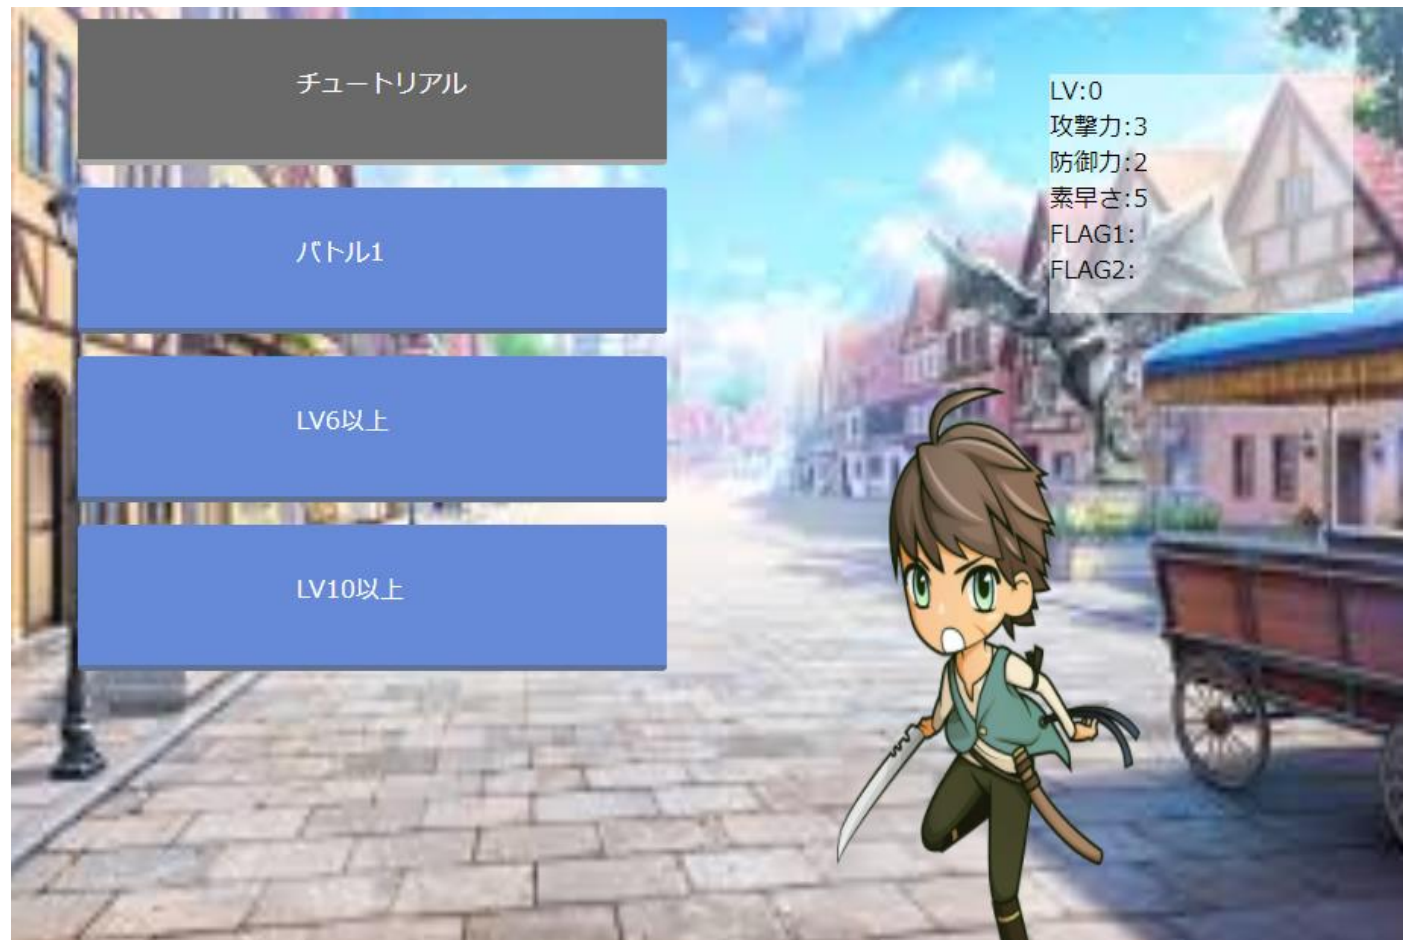 チュートリアル
バトル1
LV6以上
LV10以上
LV:0
攻撃力:3
防御力:2
素早さ:5
FLAG1:
FLAG2: